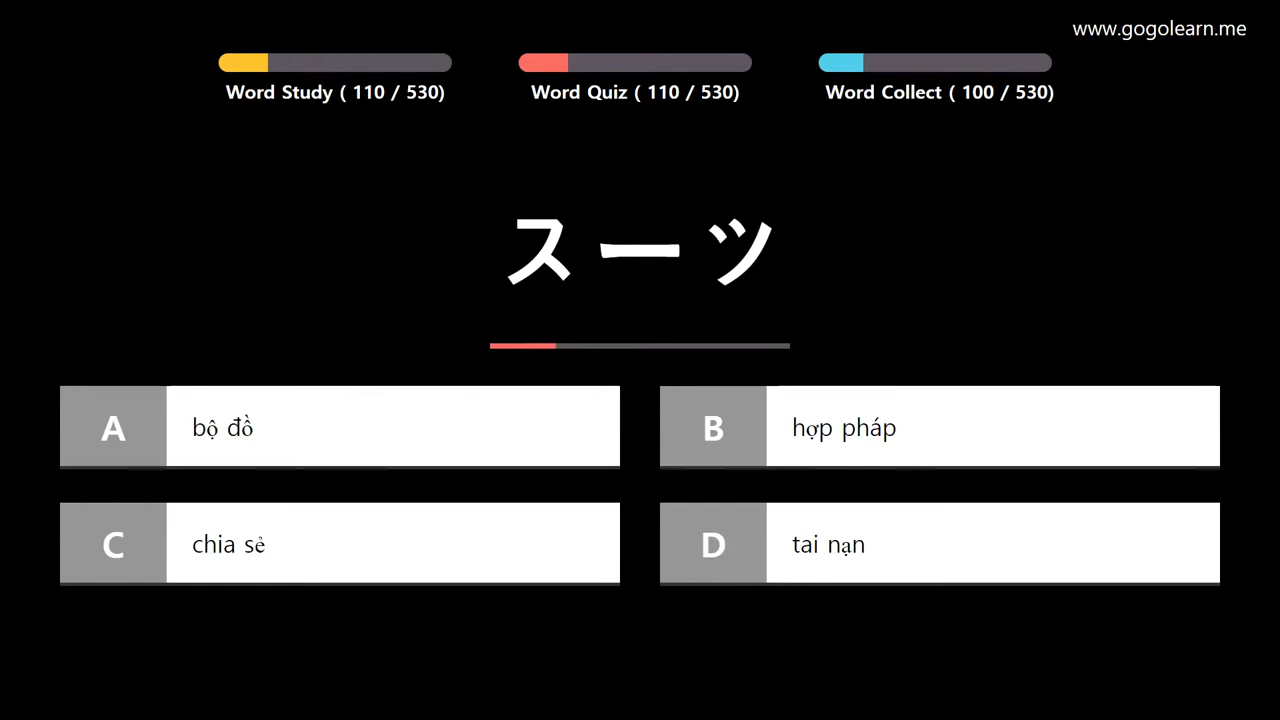 www.gogolearn.me
Word Study ( 110 / 530)
Word Quiz ( 110 / 530)
Word Collect ( 100 / 530)
スーツ
A bộ đồ
B hợp pháp
C chia sẻ
D tai nạn